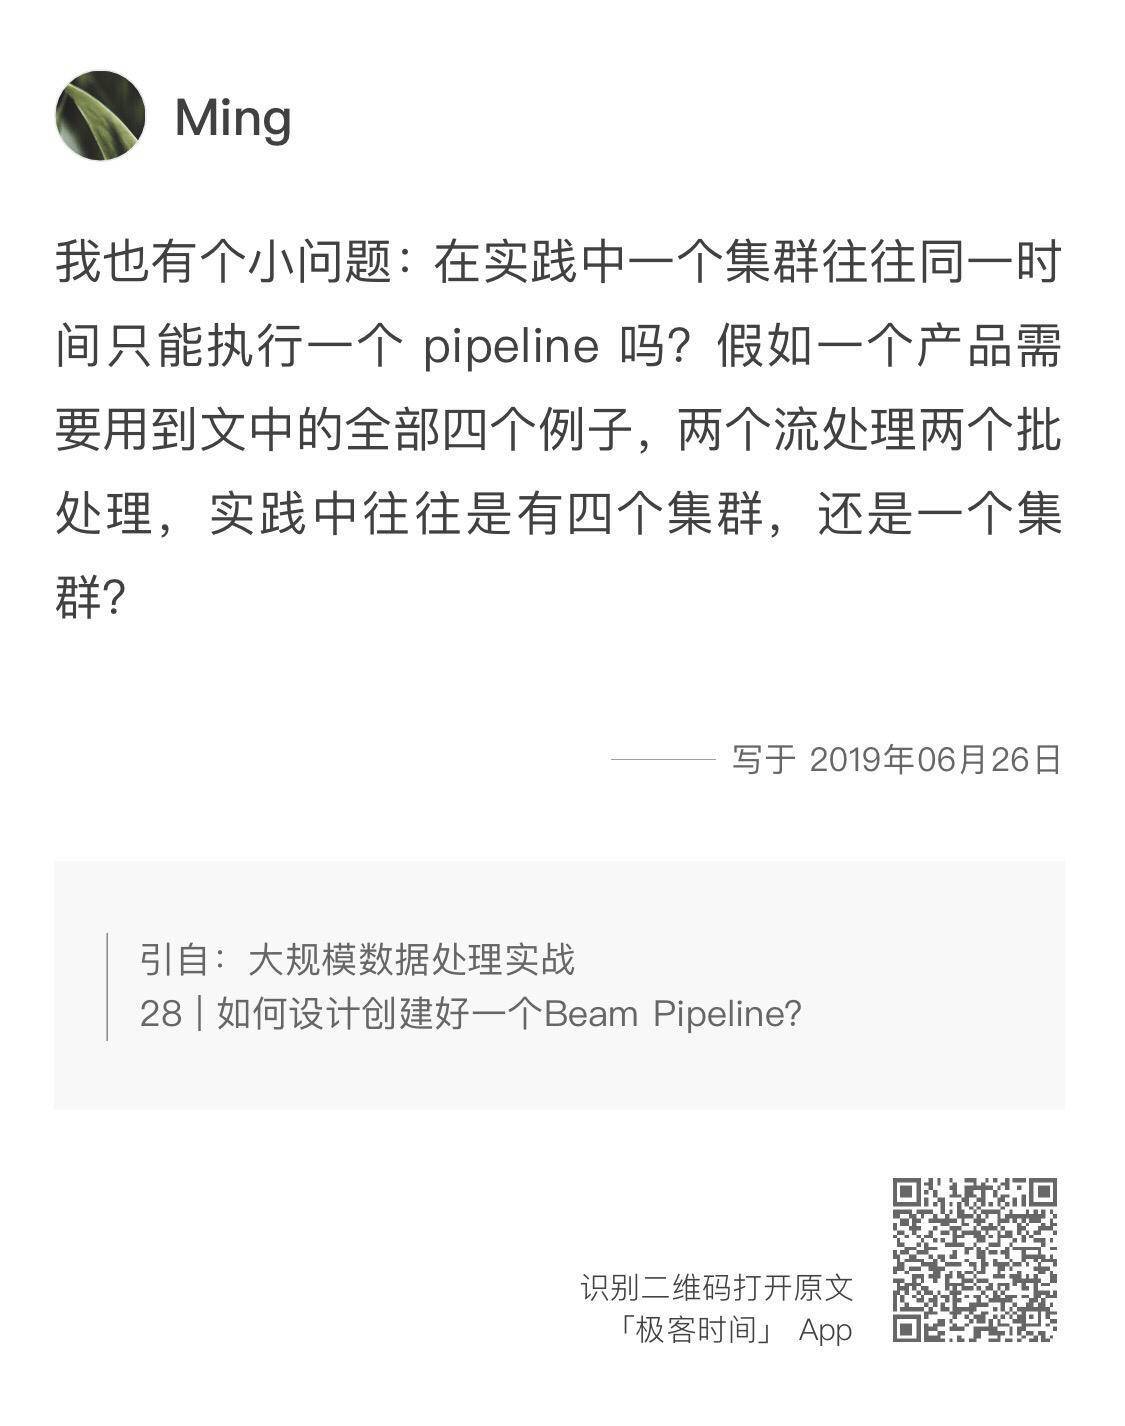 Ming
我也有个小问题：在实践中一个集群往往同一时
间只能执行一个 pipeline 吗？假如一个产品需
要用到文中的全部四个例子，两个流处理两个批
处理，实践中往往是有四个集群，还是一个集
群？
写于 2019年06月26日
引自：大规模数据处理实战
28 | 如何设计创建好一个Beam Pipeline?
识别二维码打开原文
「极客时间」 App